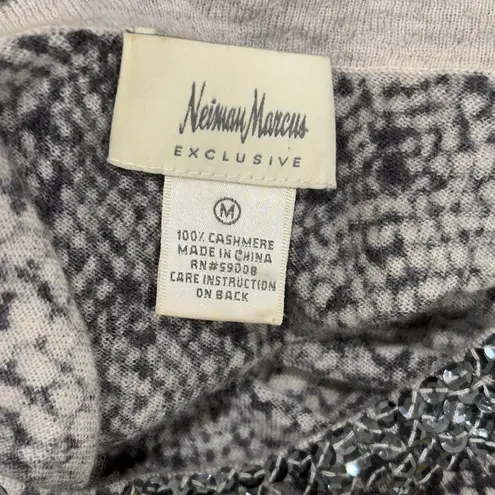 Neiman Marcus
EXCLUSIVE
M
100% CASHMERE
MADE IN CHINA
RN#59008
CARE INSTRUCTION
ON BACK